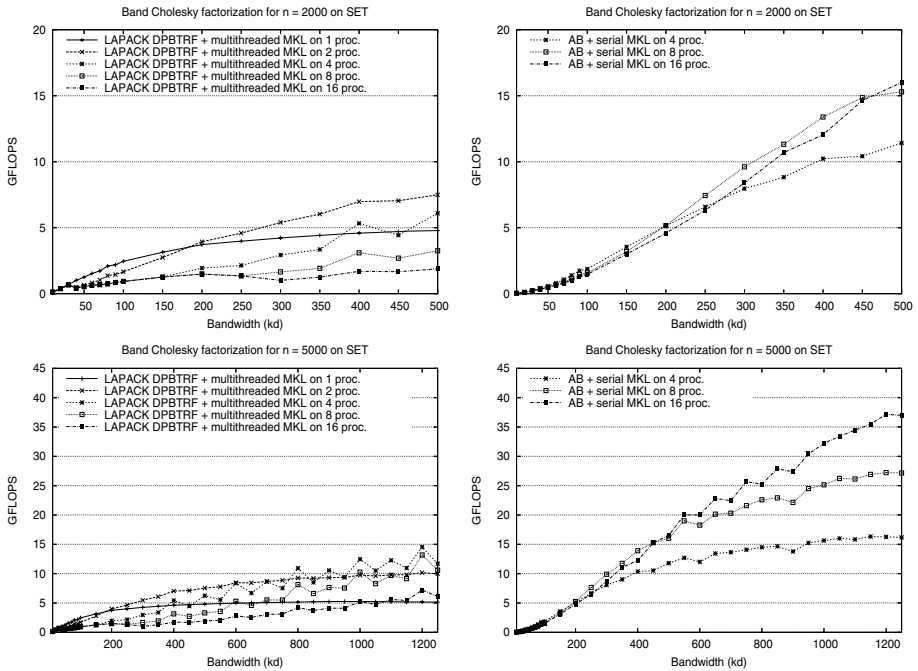 Band Cholesky factorization for n = 2000 on SET
20
15
10
5
0
GFLOPS
LAPACK DPBTRF + multithreaded MKL on 1 proc.
LAPACK DPBTRF + multithreaded MKL on 2 proc.
LAPACK DPBTRF + multithreaded MKL on 4 proc.
LAPACK DPBTRF + multithreaded MKL on 8 proc.
LAPACK DPBTRF + multithreaded MKL on 16 proc.
50 100 150 200 250 300 350 400 450 500
Bandwidth (kd)
Band Cholesky factorization for n = 2000 on SET
20
15
10
5
0
GFLOPS
AB + serial MKL on 4 proc.
AB + serial MKL on 8 proc.
AB + serial MKL on 16 proc.
50 100 150 200 250 300 350 400 450 500
Bandwidth (kd)
Band Cholesky factorization for n = 5000 on SET
45
40
35
30
25
20
15
10
5
0
GFLOPS
LAPACK DPBTRF + multithreaded MKL on 1 proc.
LAPACK DPBTRF + multithreaded MKL on 2 proc.
LAPACK DPBTRF + multithreaded MKL on 4 proc.
LAPACK DPBTRF + multithreaded MKL on 8 proc.
LAPACK DPBTRF + multithreaded MKL on 16 proc.
200 400 600 800 1000 1200
Bandwidth (kd)
Band Cholesky factorization for n = 5000 on SET
45
40
35
30
25
20
15
10
5
0
GFLOPS
AB + serial MKL on 4 proc.
AB + serial MKL on 8 proc.
AB + serial MKL on 16 proc.
200 400 600 800 1000 1200
Bandwidth (kd)